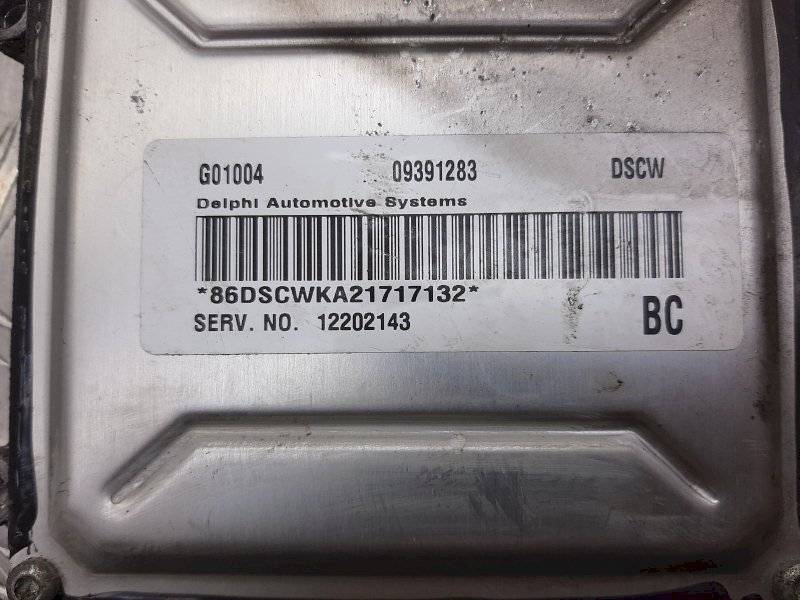 G01004 09391283 DSCW
Delphi Automotive Systems
*86DSCWKA21717132*
SERV. NO. 12202143 BC